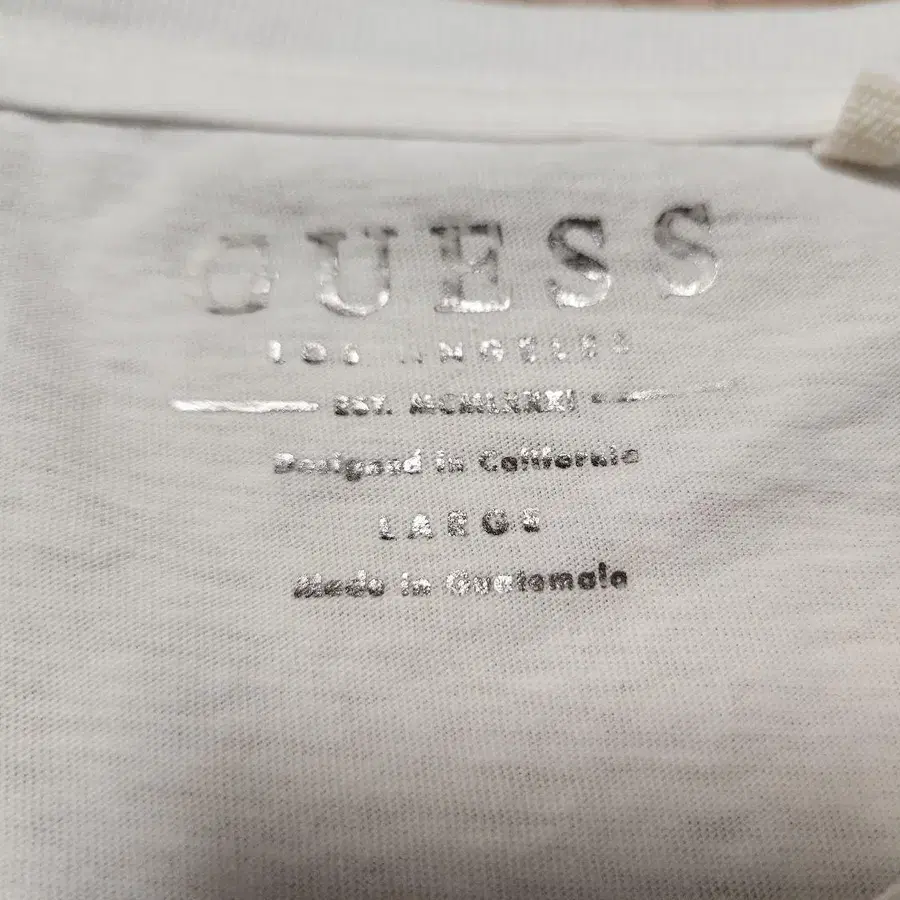 GUESS
LOS ANGELES
EST. MCMLXXXI
Designed in California
LARGE
Made in Guatemala